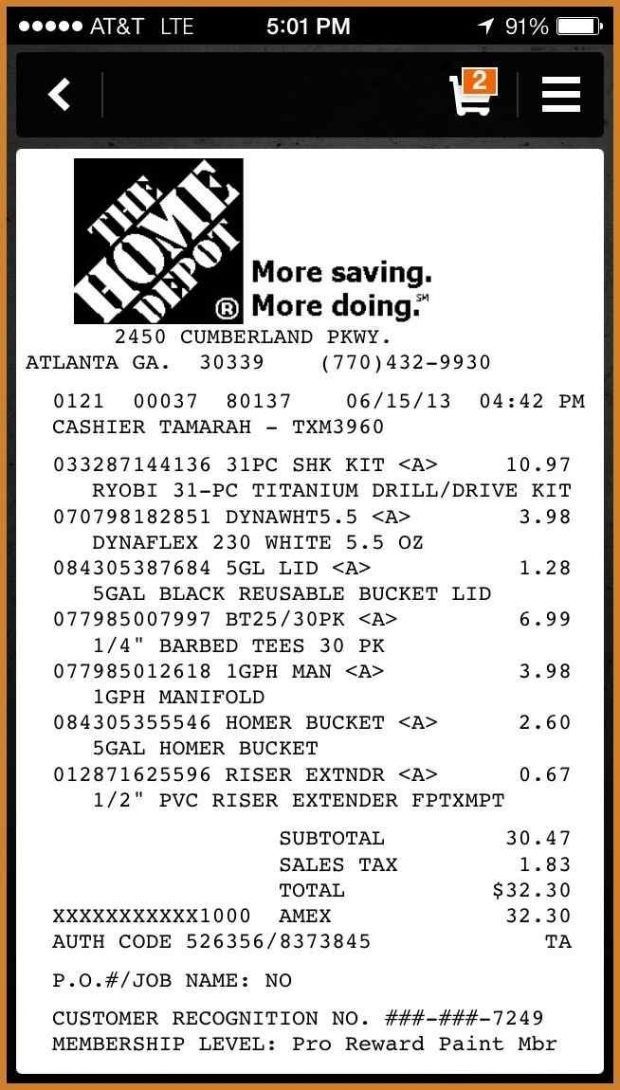 AT&T LTE 5:01 PM 91%
2
THE HOME DEPOT ®
More saving.
More doing.℠
2450 CUMBERLAND PKWY.
ATLANTA GA. 30339 (770)432-9930
0121 00037 80137 06/15/13 04:42 PM
CASHIER TAMARAH - TXM3960
033287144136 31PC SHK KIT <A> 10.97
RYOBI 31-PC TITANIUM DRILL/DRIVE KIT
070798182851 DYNAWHT5.5 <A> 3.98
DYNAFLEX 230 WHITE 5.5 OZ
084305387684 5GL LID <A> 1.28
5GAL BLACK REUSABLE BUCKET LID
077985007997 BT25/30PK <A> 6.99
1/4" BARBED TEES 30 PK
077985012618 1GPH MAN <A> 3.98
1GPH MANIFOLD
084305355546 HOMER BUCKET <A> 2.60
5GAL HOMER BUCKET
012871625596 RISER EXTNDR <A> 0.67
1/2" PVC RISER EXTENDER FPTXMPT
SUBTOTAL 30.47
SALES TAX 1.83
TOTAL $32.30
XXXXXXXXXXX1000 AMEX 32.30
AUTH CODE 526356/8373845 TA
P.O.#/JOB NAME: NO
CUSTOMER RECOGNITION NO. ###-###-7249
MEMBERSHIP LEVEL: Pro Reward Paint Mbr